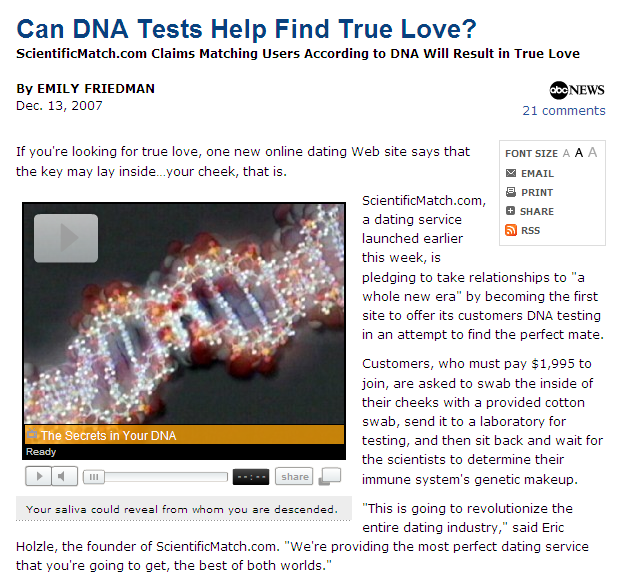 Can DNA Tests Help Find True Love?
ScientificMatch.com Claims Matching Users According to DNA Will Result in True Love
By EMILY FRIEDMAN
Dec. 13, 2007
abc NEWS
21 comments
If you're looking for true love, one new online dating Web site says that
the key may lay inside…your cheek, that is.
FONT SIZE A A A
EMAIL
PRINT
SHARE
RSS
The Secrets in Your DNA
Ready
--:--
share
Your saliva could reveal from whom you are descended.
ScientificMatch.com,
a dating service
launched earlier
this week, is
pledging to take relationships to "a
whole new era" by becoming the first
site to offer its customers DNA testing
in an attempt to find the perfect mate.
Customers, who must pay $1,995 to
join, are asked to swab the inside of
their cheeks with a provided cotton
swab, send it to a laboratory for
testing, and then sit back and wait for
the scientists to determine their
immune system's genetic makeup.
"This is going to revolutionize the
entire dating industry," said Eric
Holzle, the founder of ScientificMatch.com. "We're providing the most perfect dating service
that you're going to get, the best of both worlds."